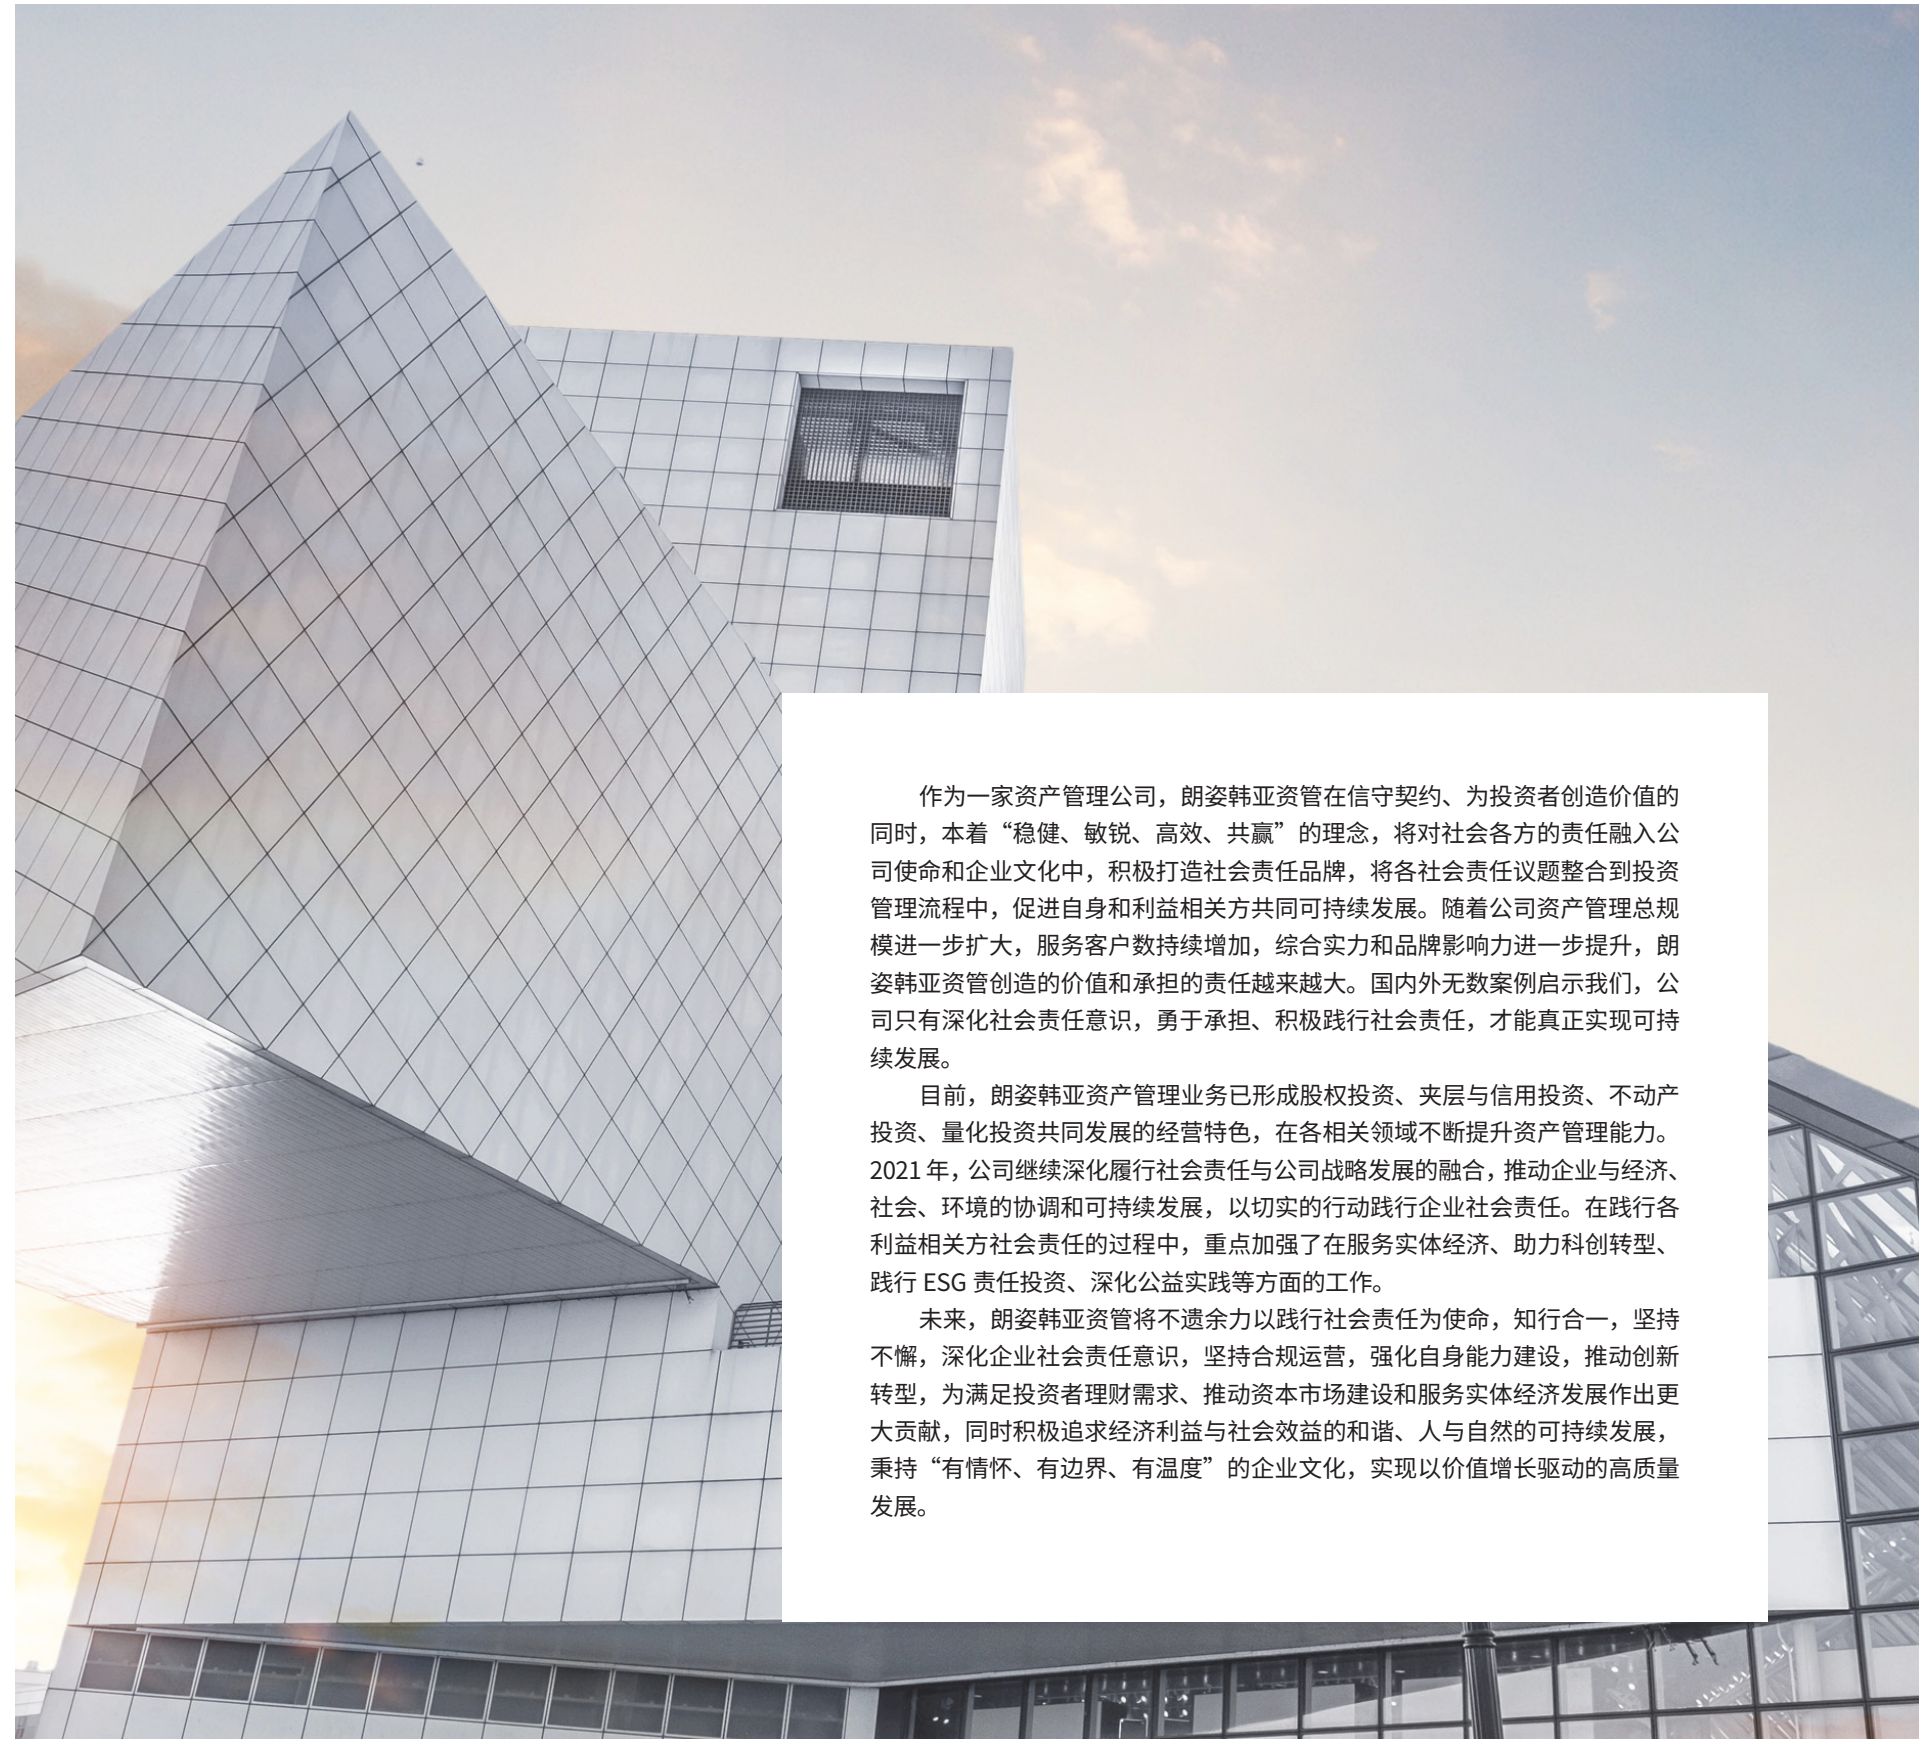 作为一家资产管理公司，朗姿韩亚资管在信守契约、为投资者创造价值的
同时，本着“稳健、敏锐、高效、共赢”的理念，将对社会各方的责任融入公
司使命和企业文化中，积极打造社会责任品牌，将各社会责任议题整合到投资
管理流程中，促进自身和利益相关方共同可持续发展。随着公司资产管理总规
模进一步扩大，服务客户数持续增加，综合实力和品牌影响力进一步提升，朗
姿韩亚资管创造的价值和承担的责任越来越大。国内外无数案例启示我们，公
司只有深化社会责任意识，勇于承担、积极践行社会责任，才能真正实现可持
续发展。
目前，朗姿韩亚资产管理业务已形成股权投资、夹层与信用投资、不动产
投资、量化投资共同发展的经营特色，在各相关领域不断提升资产管理能力。
2021 年，公司继续深化履行社会责任与公司战略发展的融合，推动企业与经济、
社会、环境的协调和可持续发展，以切实的行动践行企业社会责任。在践行各
利益相关方社会责任的过程中，重点加强了在服务实体经济、助力科创转型、
践行 ESG 责任投资、深化公益实践等方面的工作。
未来，朗姿韩亚资管将不遗余力以践行社会责任为使命，知行合一，坚持
不懈，深化企业社会责任意识，坚持合规运营，强化自身能力建设，推动创新
转型，为满足投资者理财需求、推动资本市场建设和服务实体经济发展作出更
大贡献，同时积极追求经济利益与社会效益的和谐、人与自然的可持续发展，
秉持“有情怀、有边界、有温度”的企业文化，实现以价值增长驱动的高质量
发展。